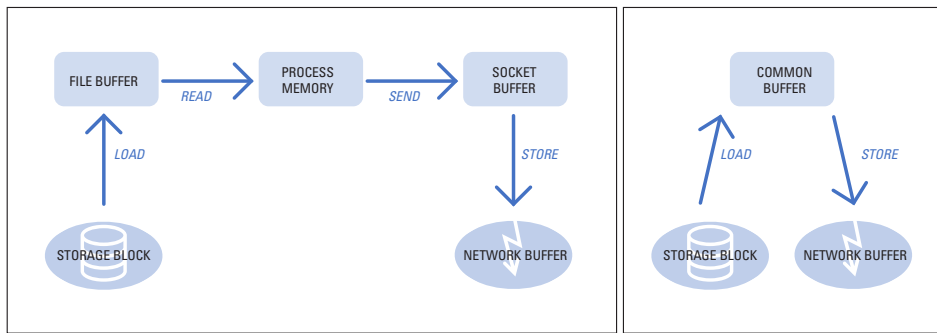 FILE BUFFER
READ
PROCESS
MEMORY
SEND
SOCKET
BUFFER
LOAD
STORE
STORAGE BLOCK
NETWORK BUFFER
COMMON
BUFFER
LOAD
STORE
STORAGE BLOCK
NETWORK BUFFER